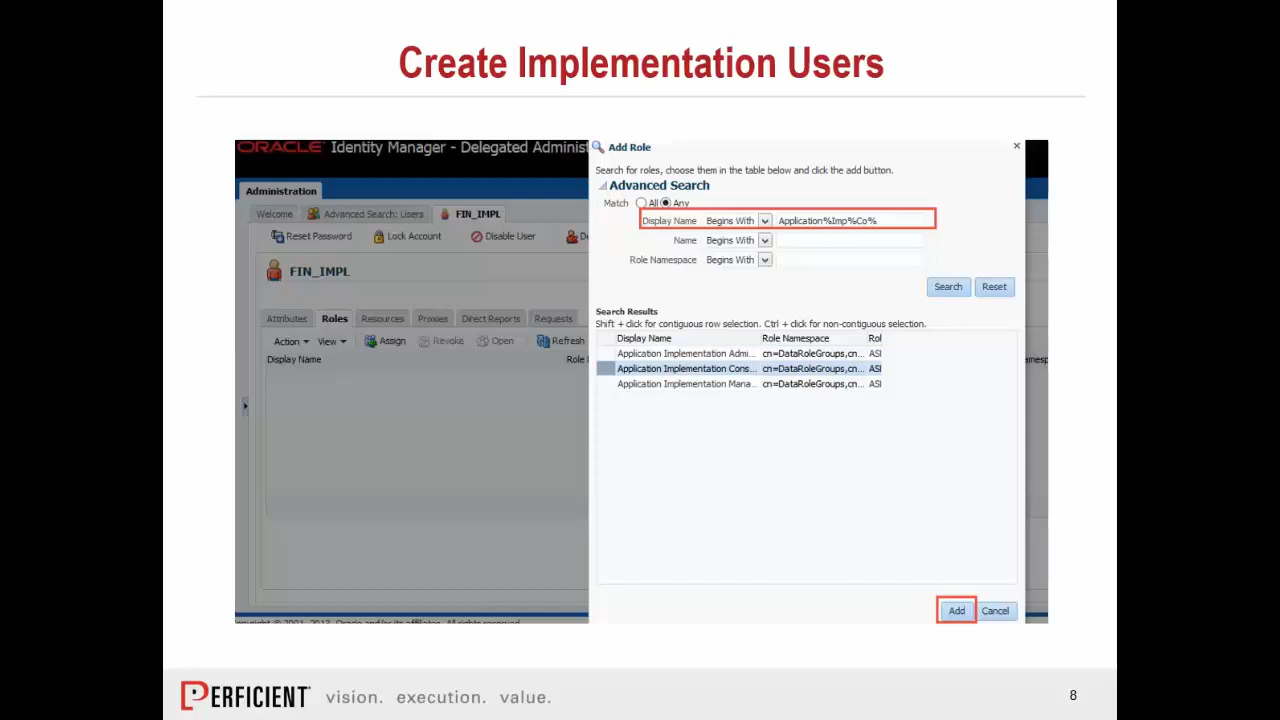 Create Implementation Users
ORACLE Identity Manager - Delegated Administ
Administration
Welcome Advanced Search: Users FIN_IMPL
Reset Password Lock Account Disable User De
FIN_IMPL
Attributes Roles Resources Proxies Direct Reports Requests
Action View Assign Revoke Open Refresh
Display Name Role N
Add Role
Search for roles, choose them in the table below and click the add button.
Advanced Search
Match All Any
Display Name Begins With Application%Imp%Co%
Name Begins With
Role Namespace Begins With
Search Reset
Search Results
Shift + click for contiguous row selection. Ctrl + click for non-contiguous selection.
Display Name Role Namespace Rol
Application Implementation Admi... cn=DataRoleGroups,cn... ASI
Application Implementation Cons... cn=DataRoleGroups,cn... ASI
Application Implementation Mana... cn=DataRoleGroups,cn... ASI
Add Cancel
PERFICIENT vision. execution. value.
8